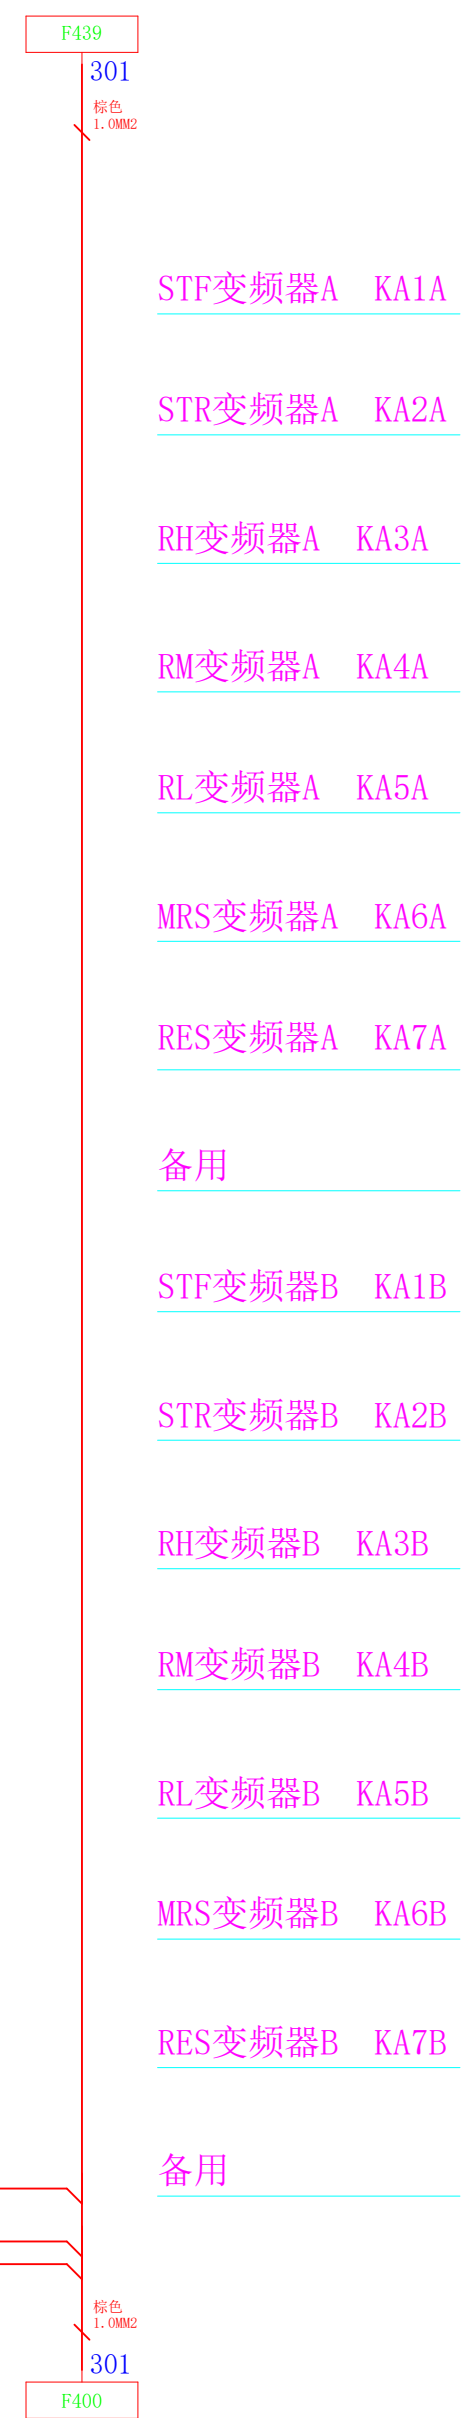 F439
301
棕色
1.0MM2
STF变频器A KA1A
STR变频器A KA2A
RH变频器A KA3A
RM变频器A KA4A
RL变频器A KA5A
MRS变频器A KA6A
RES变频器A KA7A
备用
STF变频器B KA1B
STR变频器B KA2B
RH变频器B KA3B
RM变频器B KA4B
RL变频器B KA5B
MRS变频器B KA6B
RES变频器B KA7B
备用
棕色
1.0MM2
301
F400